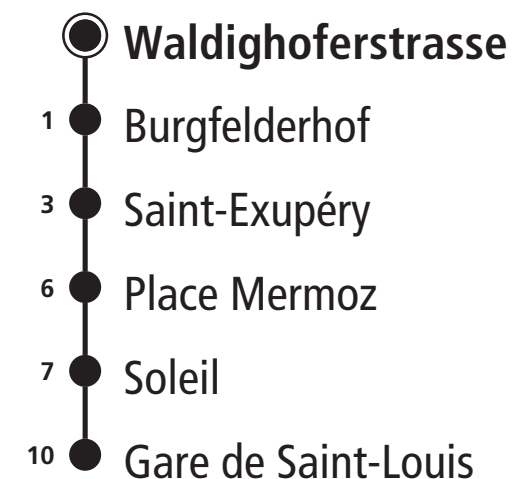 Waldighoferstrasse
1 Burgfelderhof
3 Saint-Exupéry
6 Place Mermoz
7 Soleil
10 Gare de Saint-Louis